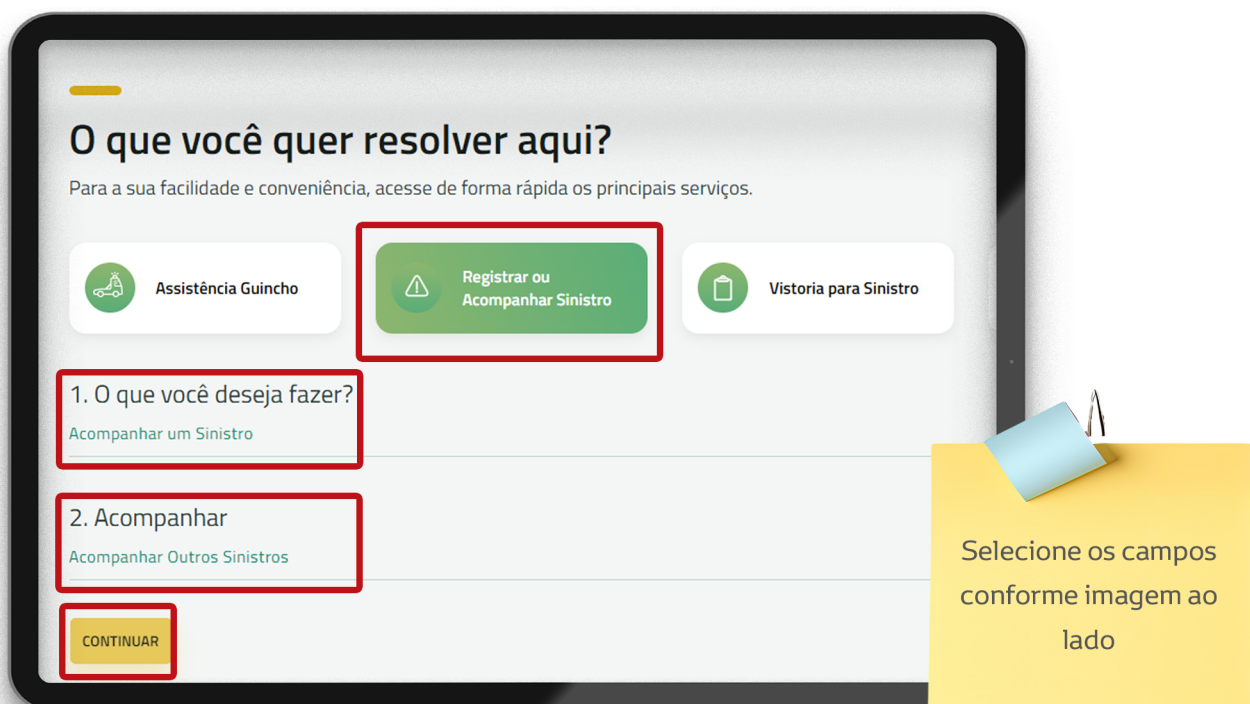 O que você quer resolver aqui?
Para a sua facilidade e conveniência, acesse de forma rápida os principais serviços.
Assistência Guincho
Registrar ou
Acompanhar Sinistro
Vistoria para Sinistro
1. O que você deseja fazer?
Acompanhar um Sinistro
2. Acompanhar
Acompanhar Outros Sinistros
CONTINUAR
Selecione os campos
conforme imagem ao
lado